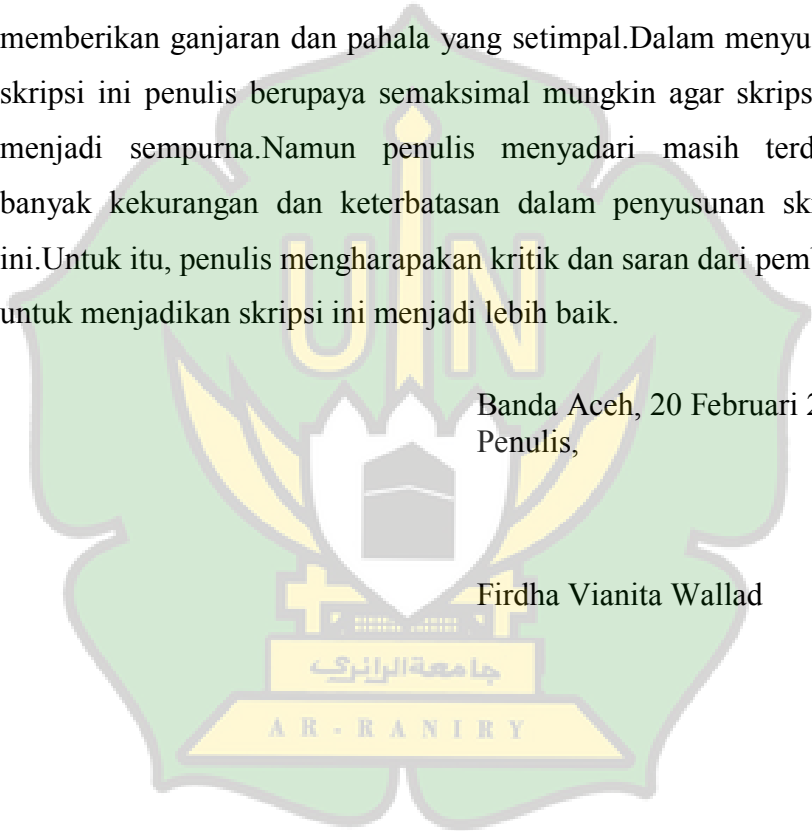 memberikan ganjaran dan pahala yang setimpal.Dalam menyu
skripsi ini penulis berupaya semaksimal mungkin agar skrips
menjadi sempurna.Namun penulis menyadari masih terd
banyak kekurangan dan keterbatasan dalam penyusunan sk
ini.Untuk itu, penulis mengharapakan kritik dan saran dari pem
untuk menjadikan skripsi ini menjadi lebih baik.
UIN
Banda Aceh, 20 Februari 2
Penulis,
Firdha Vianita Wallad
جامعة الرانري
AR-RANIRY